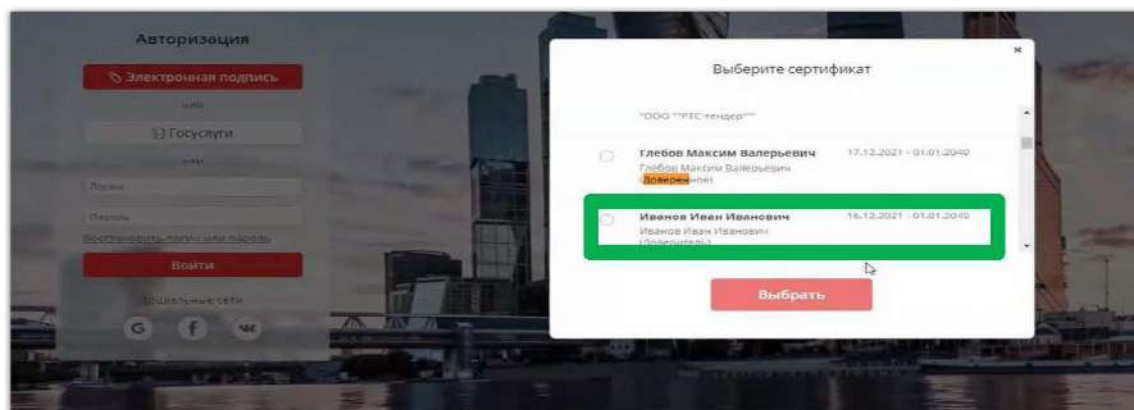 Авторизация
Электронная подпись
или
Госуслуги
или
Логин
Пароль
Восстановить логин или пароль
Войти
Социальные сети
G f
Выберите сертификат
"ООО ""РТС-тендер"""
Глебов Максим Валерьевич 17.12.2021 - 01.01.2040
Глебов Максим Валерьевич
Иванов Иван Иванович 16.12.2021 - 01.01.2040
Иванов Иван Иванович
(Доверитель)
Выбрать